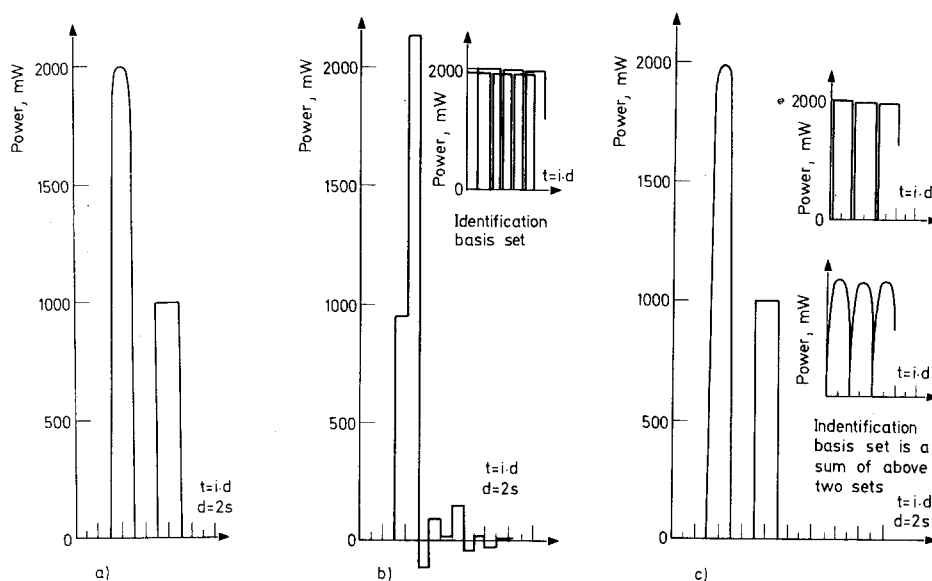 Power, mW
2000
1500
1000
500
0
t=i·d
d=2s
a)
Power, mW
2000
1500
1000
500
0
Power, mW
2000
0
t=i·d
Identification
basis set
t=i·d
d=2s
b)
Power, mW
2000
1500
1000
500
0
Power, mW
2000
0
t=i·d
Power, mW
t=i·d
Indentification
basis set is a
sum of above
two sets
t=i·d
d=2s
c)